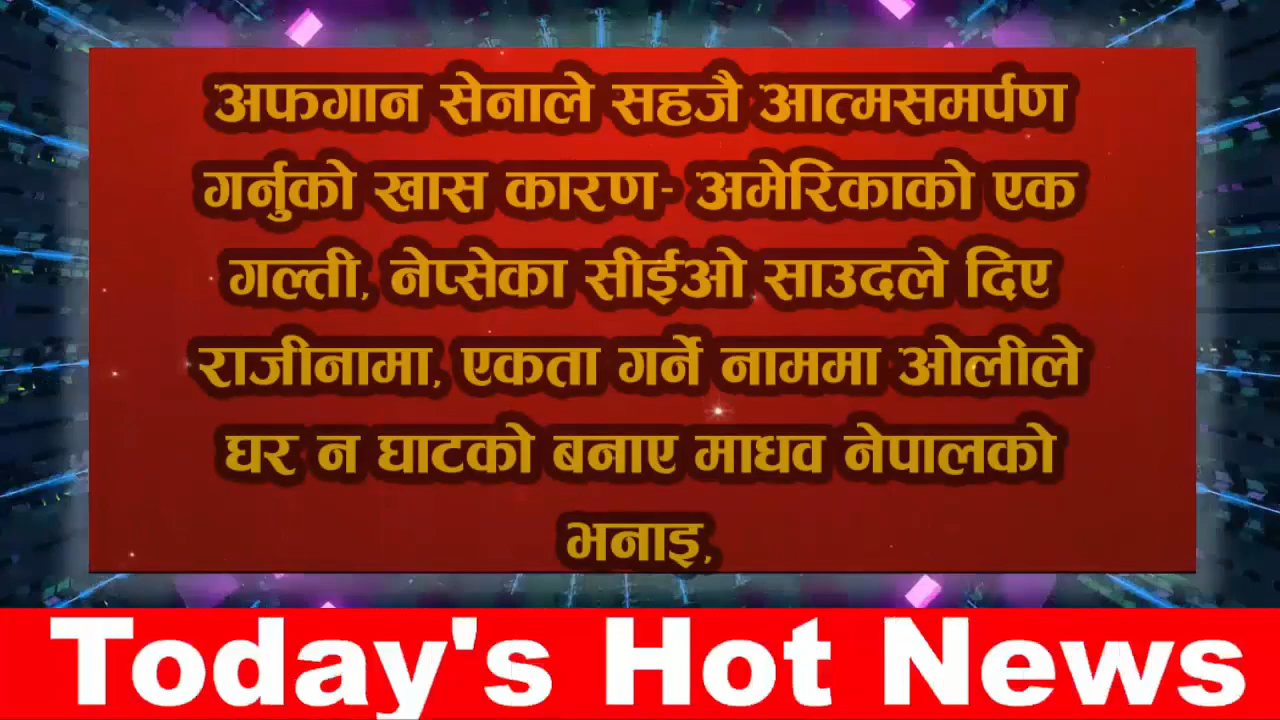 अफगान सेनाले सहजै आत्मसमर्पण
गर्नुको खास कारण- अमेरिकाको एक
गल्ती, नेप्सेका सीईओ साउदले दिए
राजीनामा, एकता गर्ने नाममा ओलीले
घर न घाटको बनाए माधव नेपालको
भनाइ,
Today's Hot News